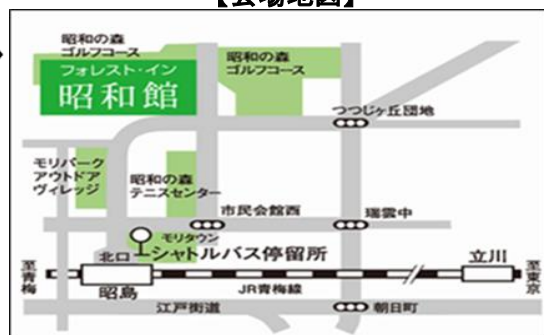 【会場地図】
昭和の森
ゴルフコース
昭和の森
ゴルフコース
フォレスト・イン
昭和館
つつじヶ丘団地
モリパーク
アウトドア
ヴィレッジ
昭和の森
テニスセンター
市民会館西
瑞雲中
モリタウン
北口
シャトルバス停留所
至青梅
昭島
JR青梅線
立川
至東京
江戸街道
朝日町